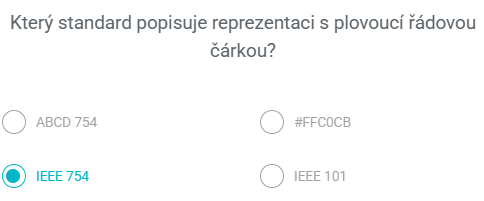 Který standard popisuje reprezentaci s plovoucí řádovou
čárkou?
ABCD 754
#FFC0CB
IEEE 754
IEEE 101